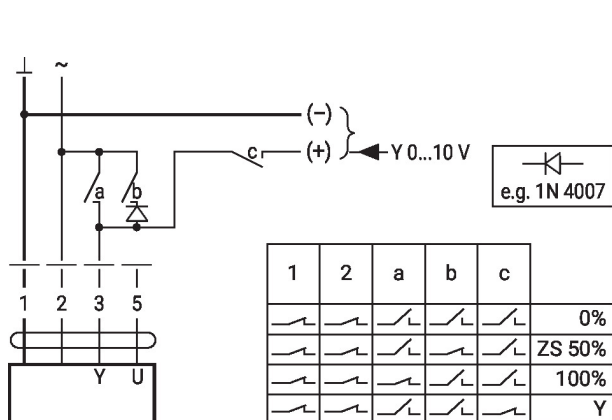 ⊥ ~
(–)
c (+) Y 0...10 V
a b
e.g. 1N 4007
1 2 3 5
Y U
1 2 a b c
0%
ZS 50%
100%
Y